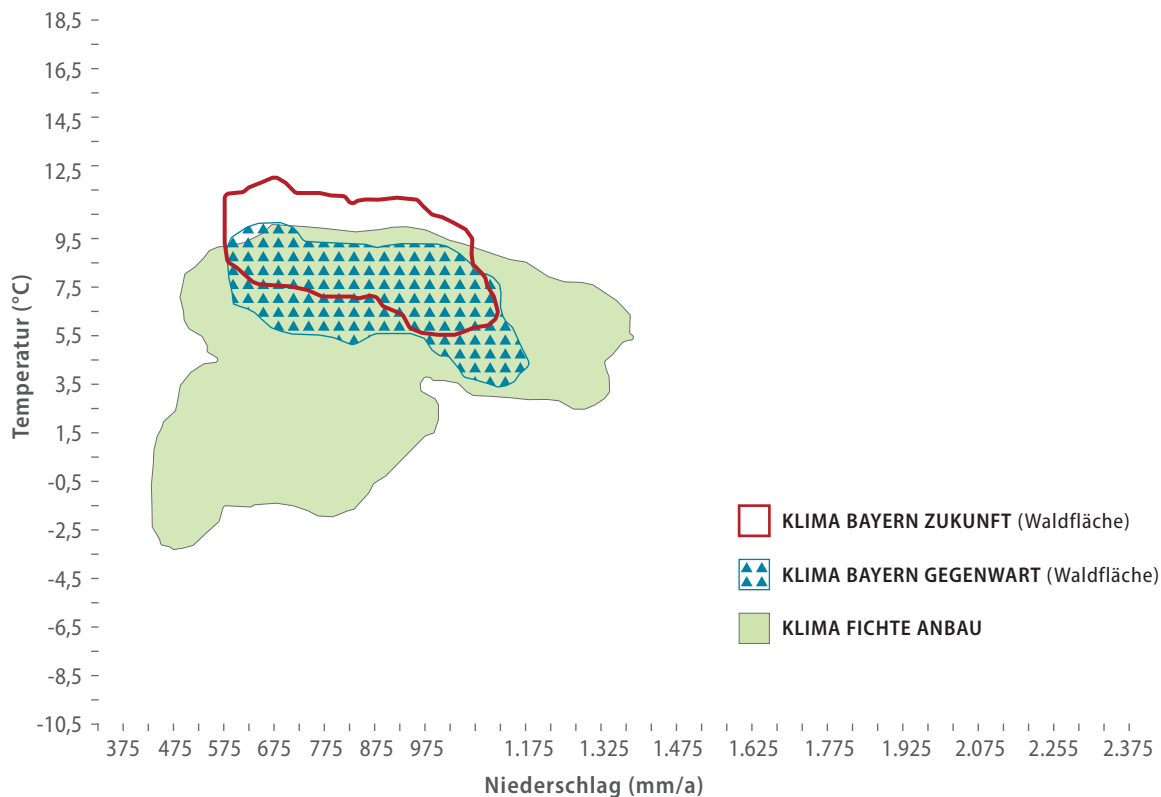 18,5
16,5
14,5
12,5
9,5
7,5
5,5
3,5
1,5
-0,5
-2,5
-4,5
-6,5
-8,5
-10,5
Temperatur (°C)
375 475 575 675 775 875 975 1.175 1.325 1.475 1.625 1.775 1.925 2.075 2.255 2.375
Niederschlag (mm/a)
KLIMA BAYERN ZUKUNFT (Waldfläche)
KLIMA BAYERN GEGENWART (Waldfläche)
KLIMA FICHTE ANBAU